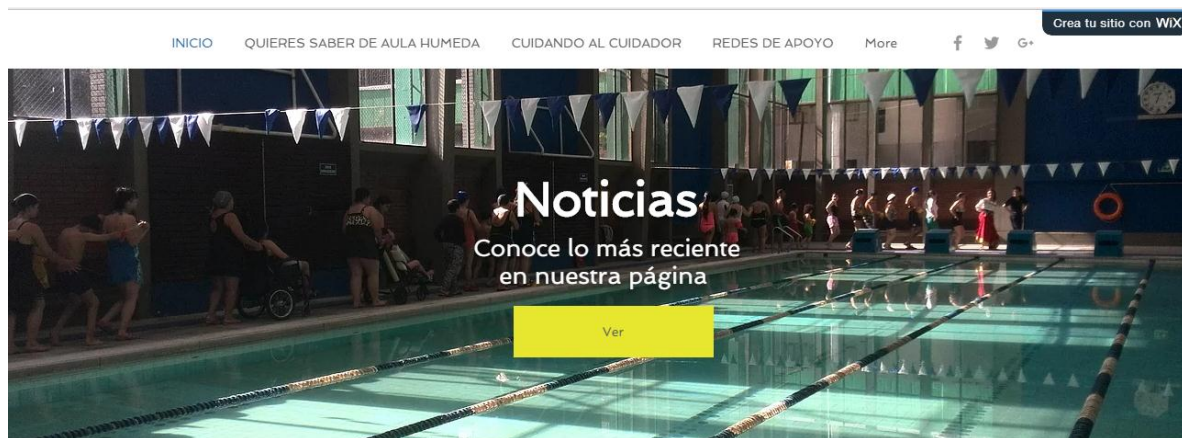 Crea tu sitio con WiX
INICIO QUIERES SABER DE AULA HUMEDA CUIDANDO AL CUIDADOR REDES DE APOYO More f G+
Noticias
Conoce lo más reciente
en nuestra página
Ver